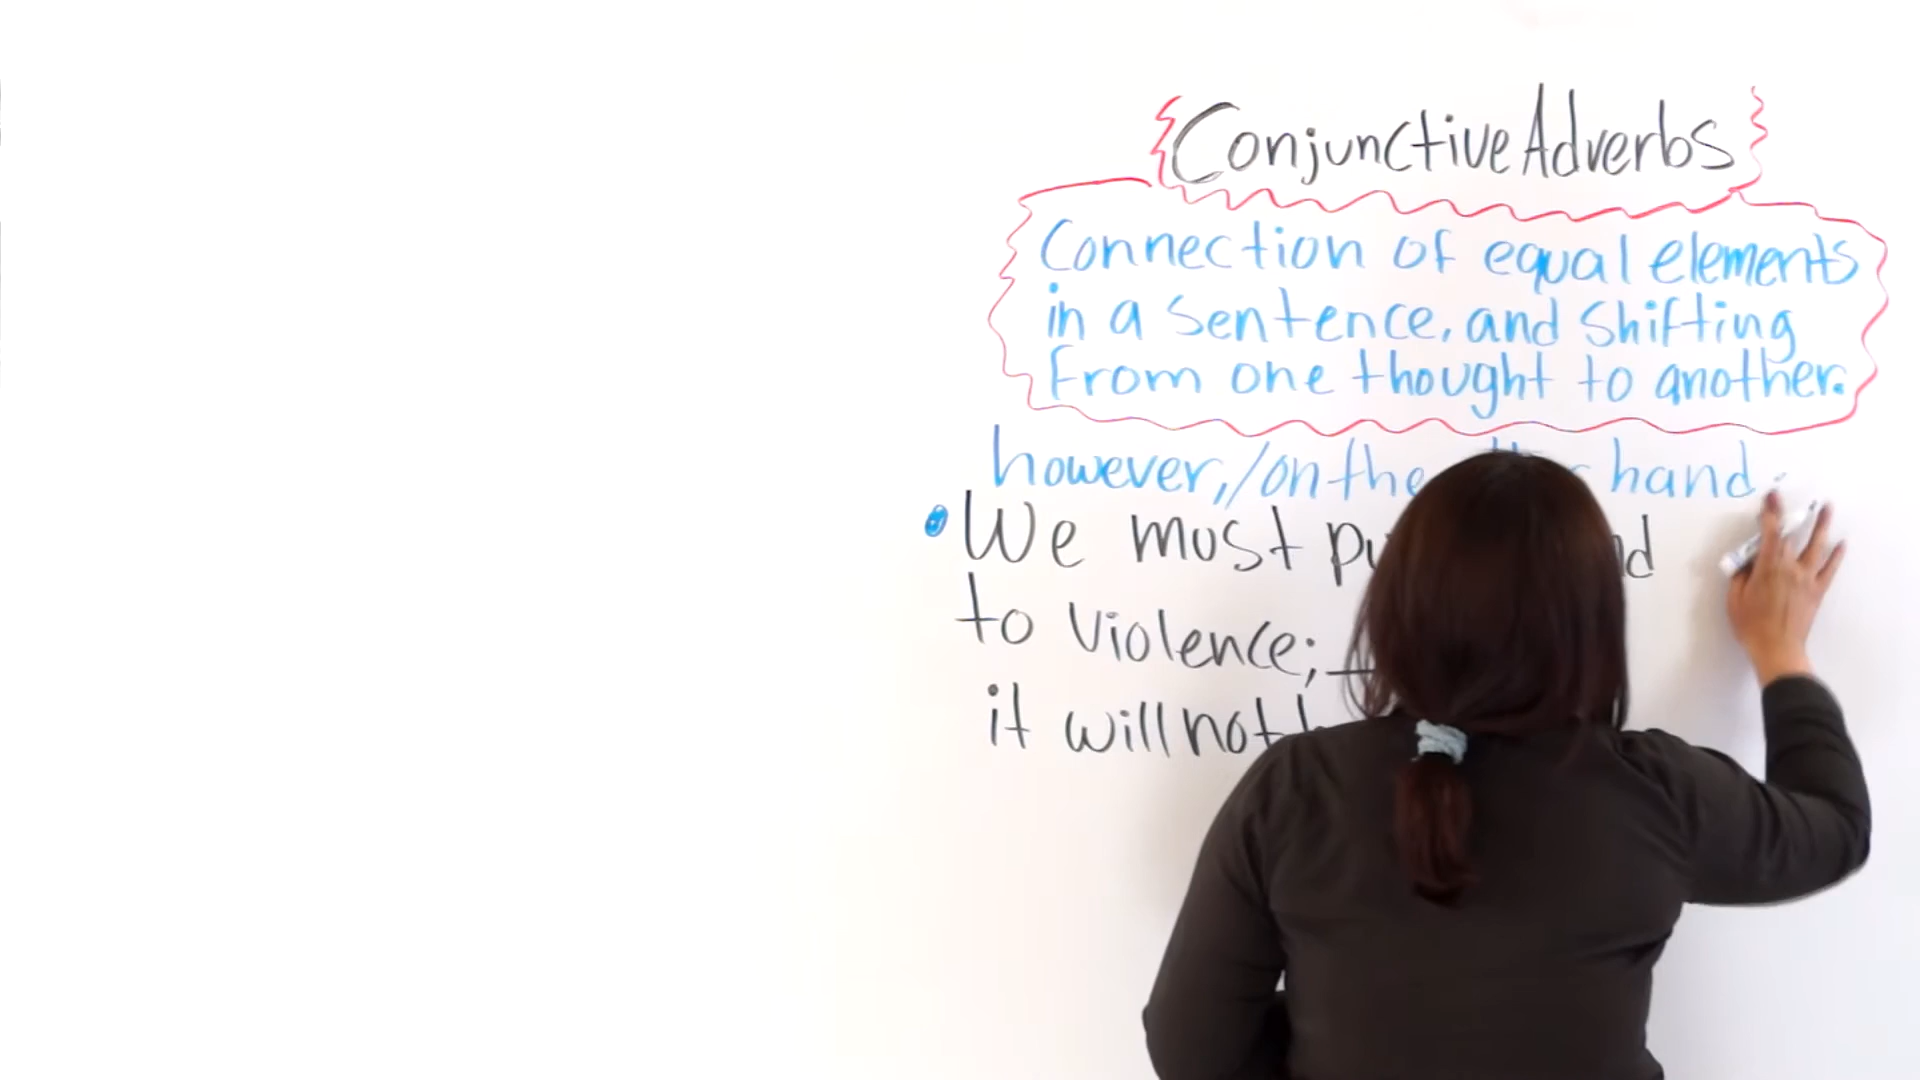 Conjunctive Adverbs
Connection of equal elements
in a sentence, and shifting
from one thought to another.
however,/on the hand
• We must
to violence;
it will not